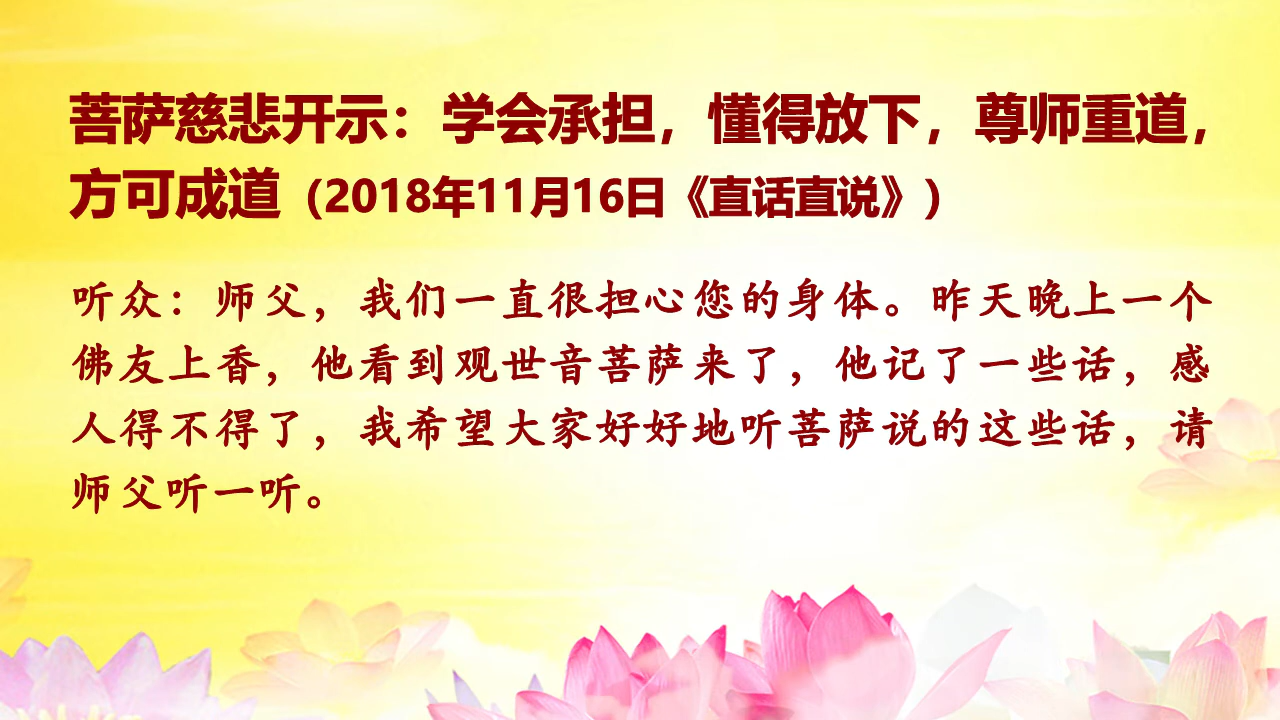 菩萨慈悲开示：学会承担，懂得放下，尊师重道，
方可成道（2018年11月16日《直话直说》）
听众：师父，我们一直很担心您的身体。昨天晚上一个
佛友上香，他看到观世音菩萨来了，他记了一些话，感
人得不得了，我希望大家好好地听菩萨说的这些话，请
师父听一听。